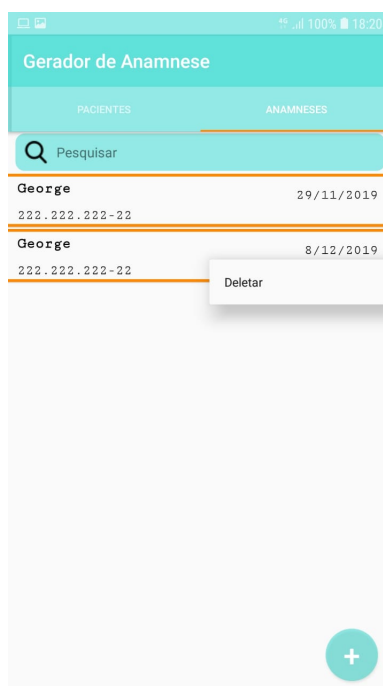 4G 100% 18:20
Gerador de Anamnese
PACIENTES ANAMNESES
Pesquisar
George 29/11/2019
222.222.222-22
George 8/12/2019
222.222.222-22
Deletar
+